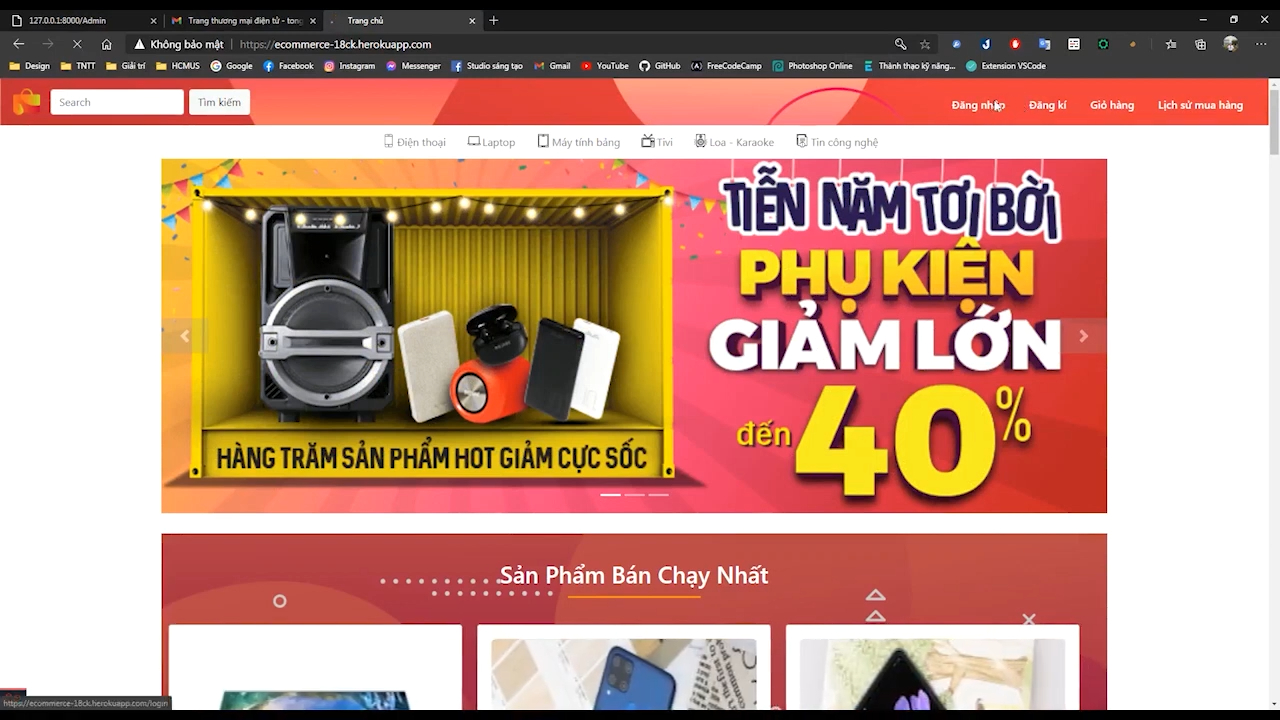 127.0.0.1:8000/Admin
Trang thương mại điện tử - tong
Trang chủ
Không bảo mật
https://ecommerce-18ck.herokuapp.com
Design
TNTT
Giải trí
HCMUS
Google
Facebook
Instagram
Messenger
Studio sáng tạo
Gmail
YouTube
GitHub
FreeCodeCamp
Photshop Online
Thành thạo kỹ năng...
Extension VSCode
Search
Tìm kiếm
Đăng nhập
Đăng kí
Giỏ hàng
Lịch sử mua hàng
Điện thoại
Laptop
Máy tính bảng
Tivi
Loa - Karaoke
Tin công nghệ
TIỄN NĂM TƠI BỜI
PHỤ KIỆN
GIẢM LỚN
đến 40%
HÀNG TRĂM SẢN PHẨM HOT GIẢM CỰC SỐC
Sản Phẩm Bán Chạy Nhất
https://ecommerce-18ck.herokuapp.com/login